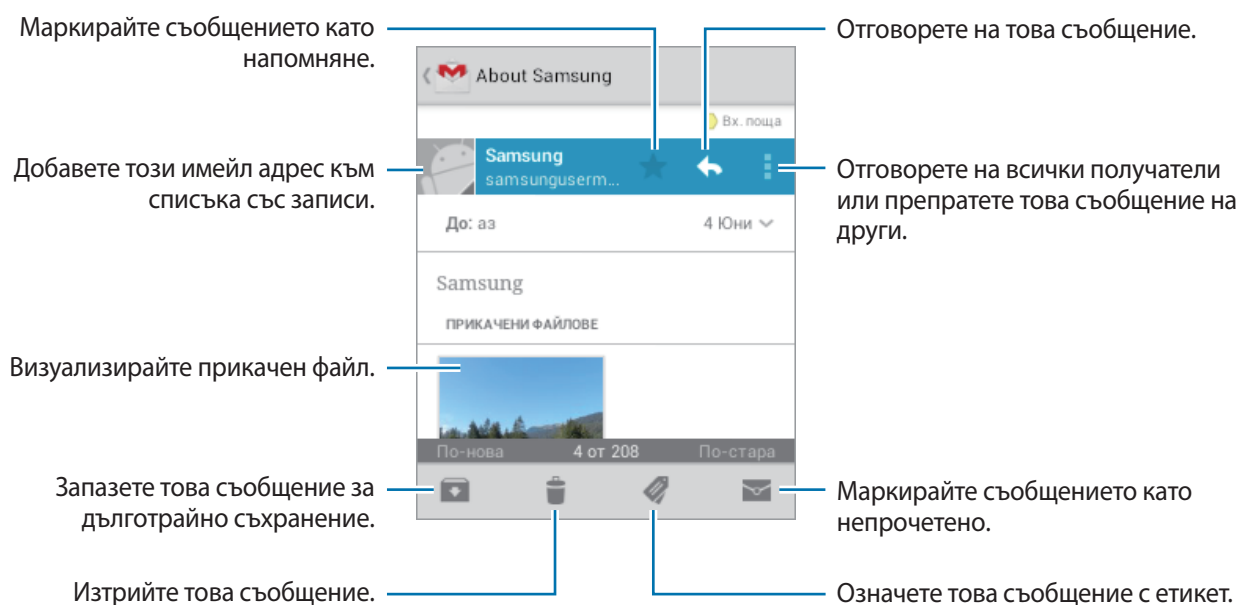 Маркирайте съобщението като
напомняне.
Отговорете на това съобщение.
About Samsung
Вх. поща
Добавете този имейл адрес към
списъка със записи.
Samsung
samsunguserm...
Отговорете на всички получатели
или препратете това съобщение на
други.
До: аз
4 Юни
Samsung
ПРИКАЧЕНИ ФАЙЛОВЕ
Визуализирайте прикачен файл.
По-нова 4 от 208 По-стара
Запазете това съобщение за
дълготрайно съхранение.
Маркирайте съобщението като
непрочетено.
Изтрийте това съобщение.
Означете това съобщение с етикет.